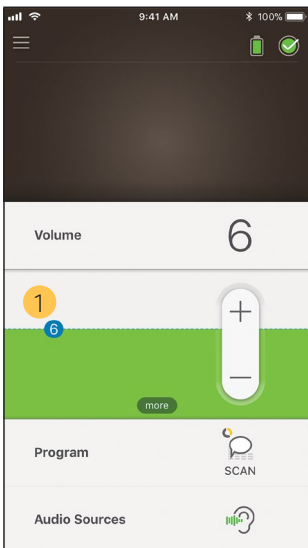 9:41 AM 100%
Volume 6
1
6
more
Program
SCAN
Audio Sources